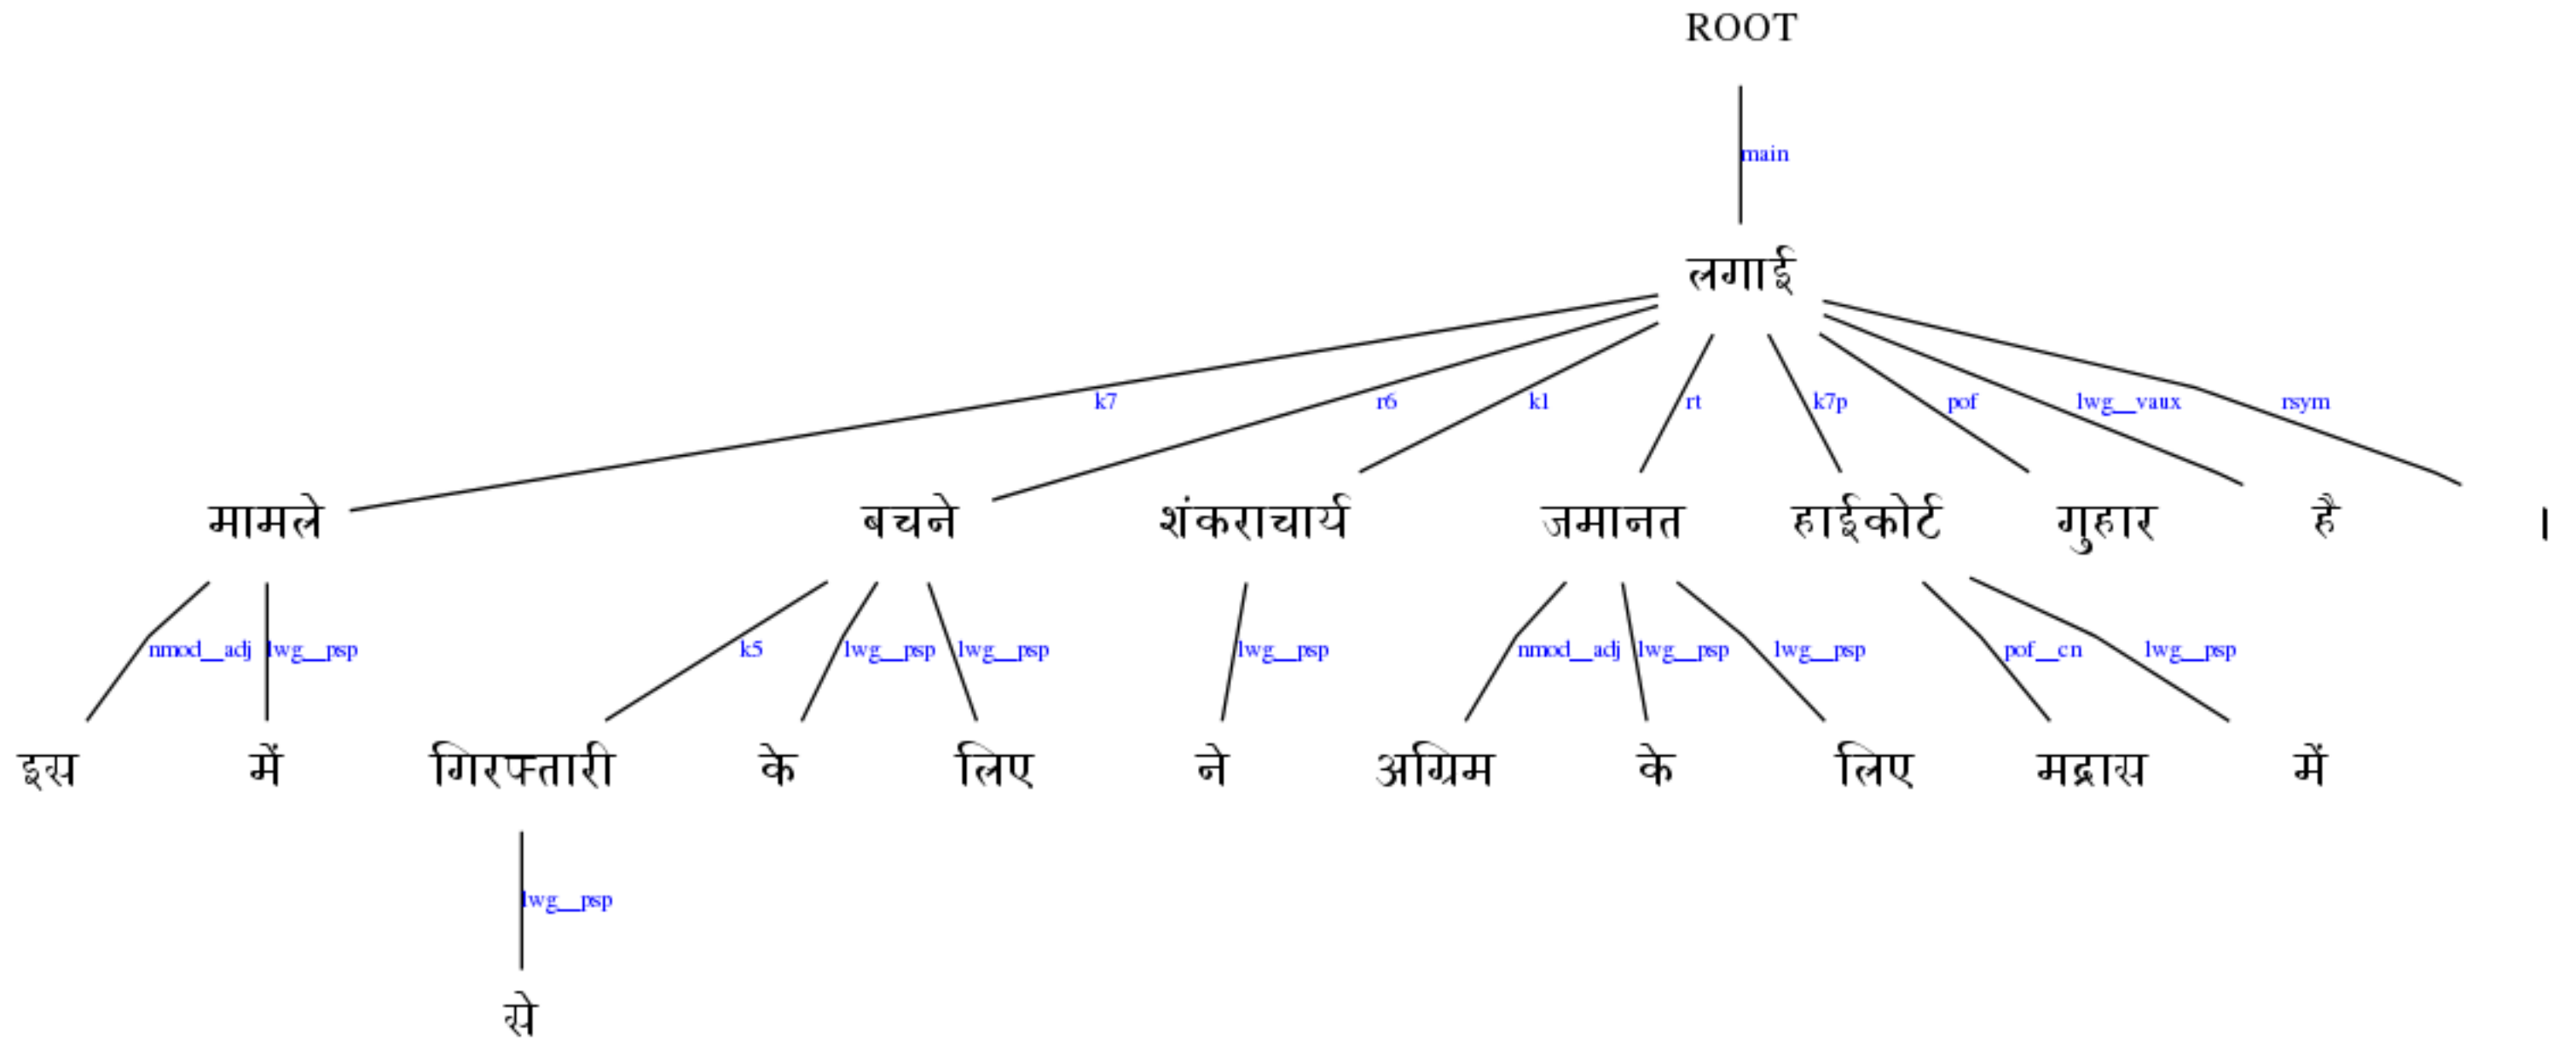 ROOT
main
लगाई
k7 r6 k1 rt k7p pof lwg__vaux rsym
मामले बचने शंकराचार्य जमानत हाईकोर्ट गुहार है ।
nmod__adj lwg__psp k5 lwg__psp lwg__psp lwg__psp nmod__adj lwg__psp lwg__psp pof__cn lwg__psp
इस में गिरफ्तारी के लिए ने अग्रिम के लिए मद्रास में
lwg__psp
से